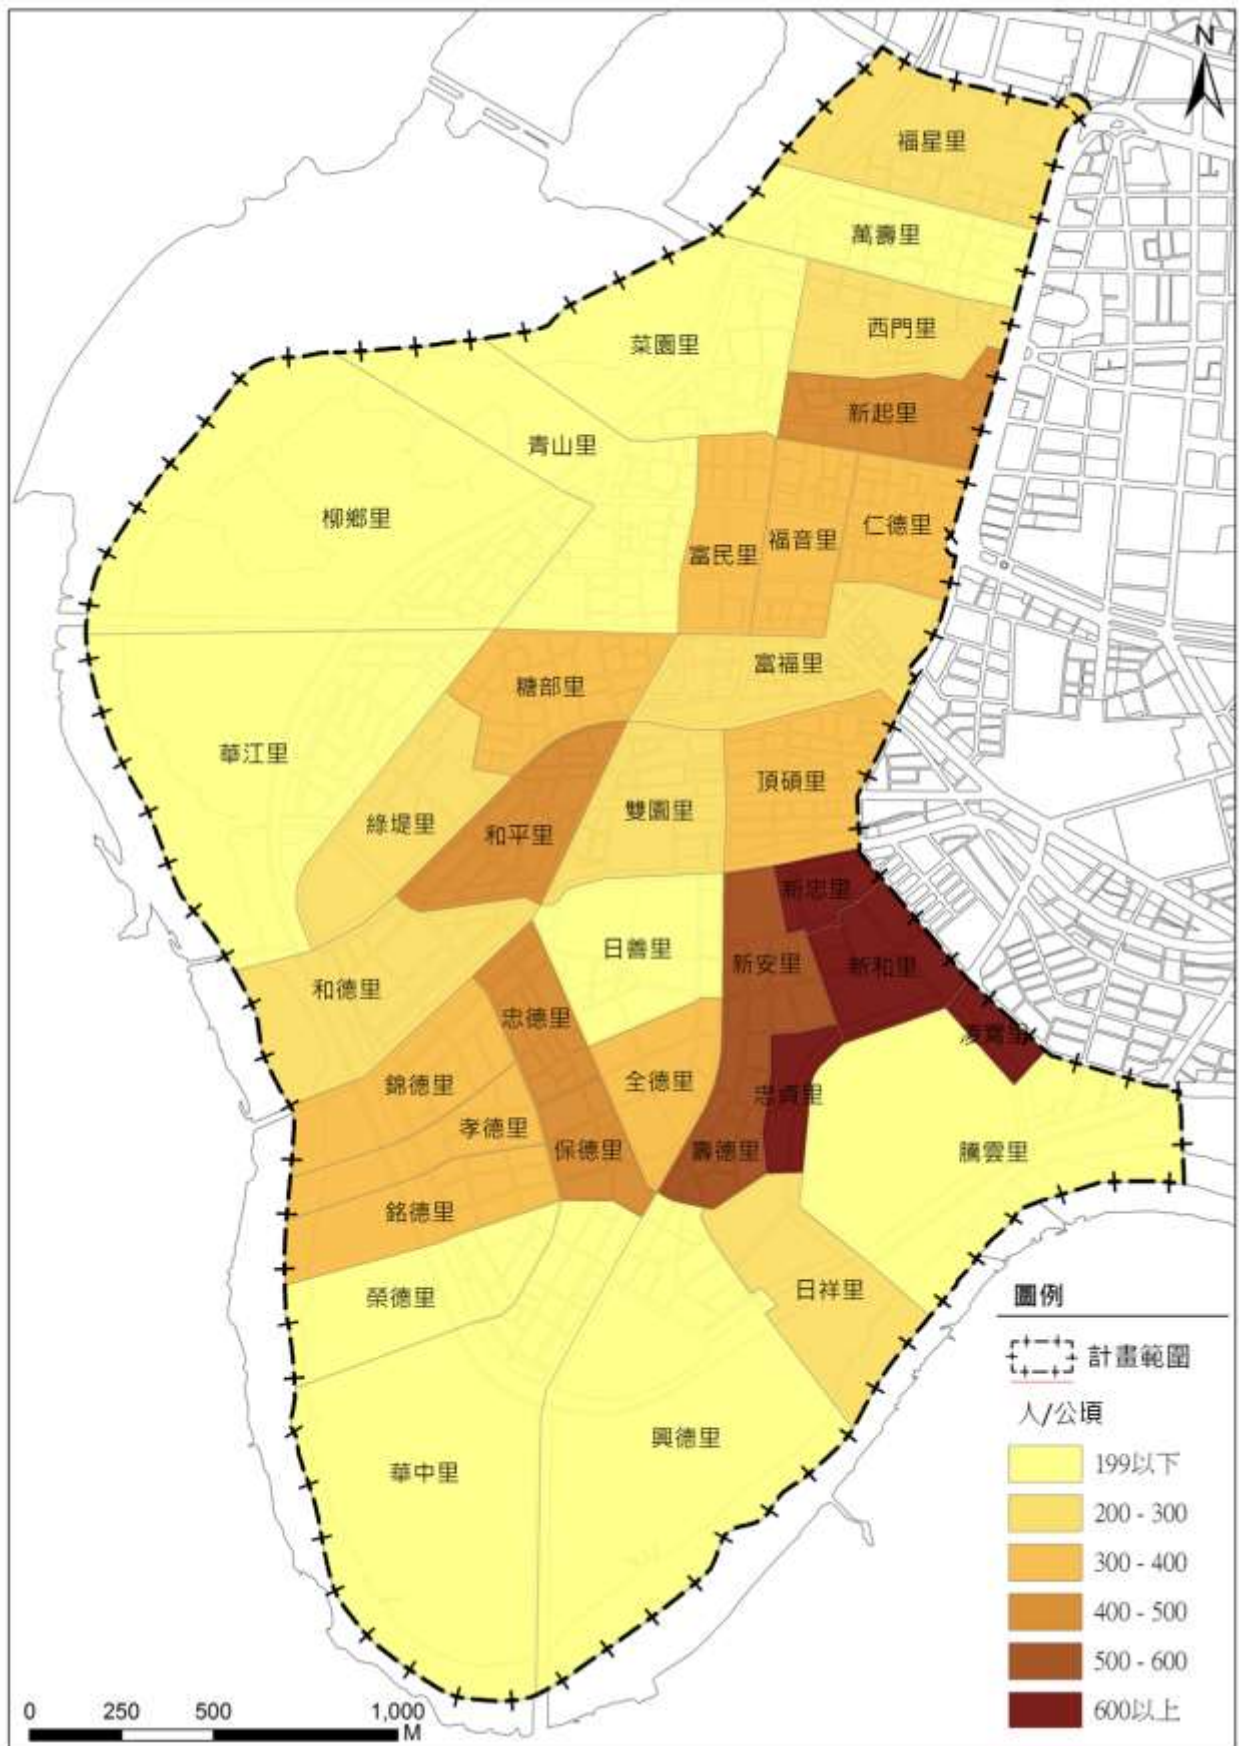 N
福星里
萬壽里
西門里
菜園里
新起里
青山里
柳鄉里
仁德里
福音里
富民里
富福里
糖部里
華江里
頂碩里
雙園里
綠堤里
和平里
新忠里
日善里
新安里
新和里
和德里
忠德里
全德里
錦德里
忠貞里
孝德里
保德里
壽德里
騰雲里
銘德里
日祥里
榮德里
興德里
華中里
圖例
計畫範圍
人/公頃
199以下
200 - 300
300 - 400
400 - 500
500 - 600
600以上
0 250 500 1,000
M